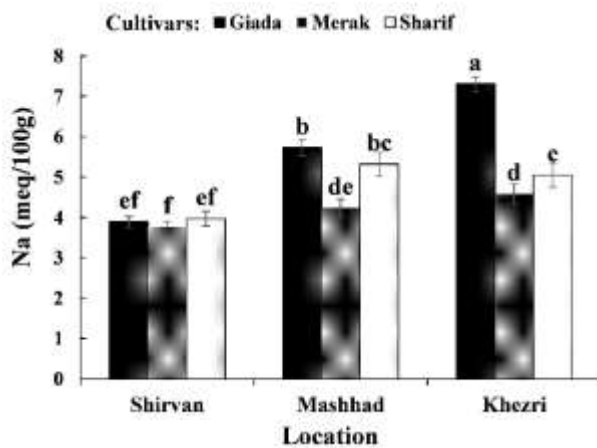 Cultivars: Giada Merak Sharif
Na (meq/100g)
8
7
6
5
4
3
2
1
0
ef f ef
b de bc
a d c
Shirvan Mashhad Khezri
Location